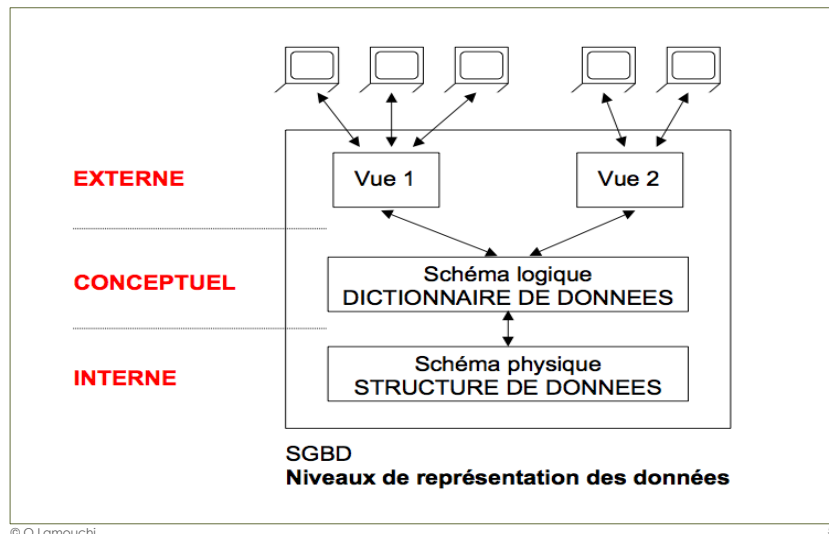 EXTERNE
Vue 1
Vue 2
CONCEPTUEL
Schéma logique
DICTIONNAIRE DE DONNEES
INTERNE
Schéma physique
STRUCTURE DE DONNEES
SGBD
Niveaux de représentation des données
© O.Lamouchi